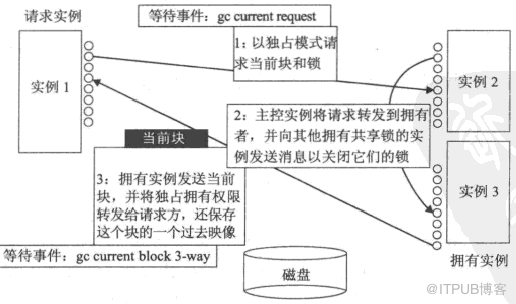 请求实例
等待事件：gc current request
1：以独占模式请
求当前块和锁
实例 1
实例 2
2：主控实例将请求转发到拥有
者，并向其他拥有共享锁的实
例发送消息以关闭它们的锁
当前块
3：拥有实例发送当前
块，并将独占拥有权限
转发给请求方，还保存
这个块的一个过去映像
实例 3
等待事件：gc current block 3-way
磁盘
拥有实例
@ITPUB博客